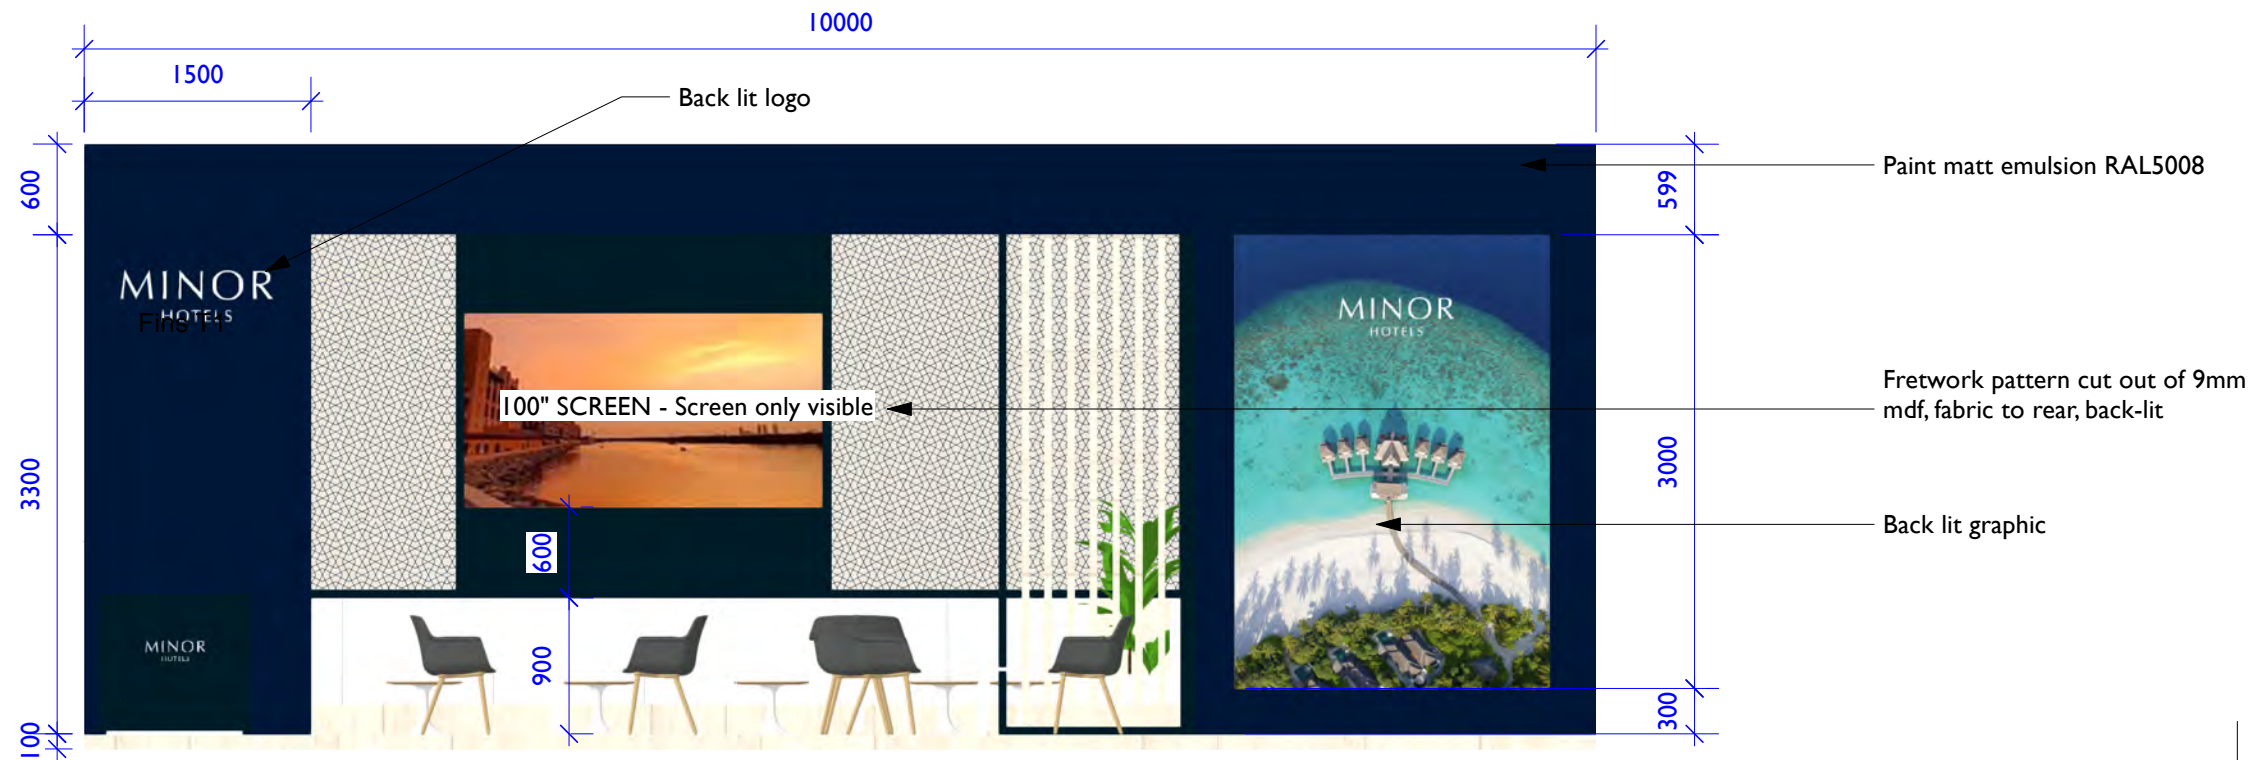 10000
1500
Back lit logo
600
599
Paint matt emulsion RAL5008
MINOR
HOTELS
Fins T1
MINOR
HOTELS
100" SCREEN - Screen only visible
Fretwork pattern cut out of 9mm
mdf, fabric to rear, back-lit
3300
3000
Back lit graphic
600
900
MINOR
HOTELS
300
100